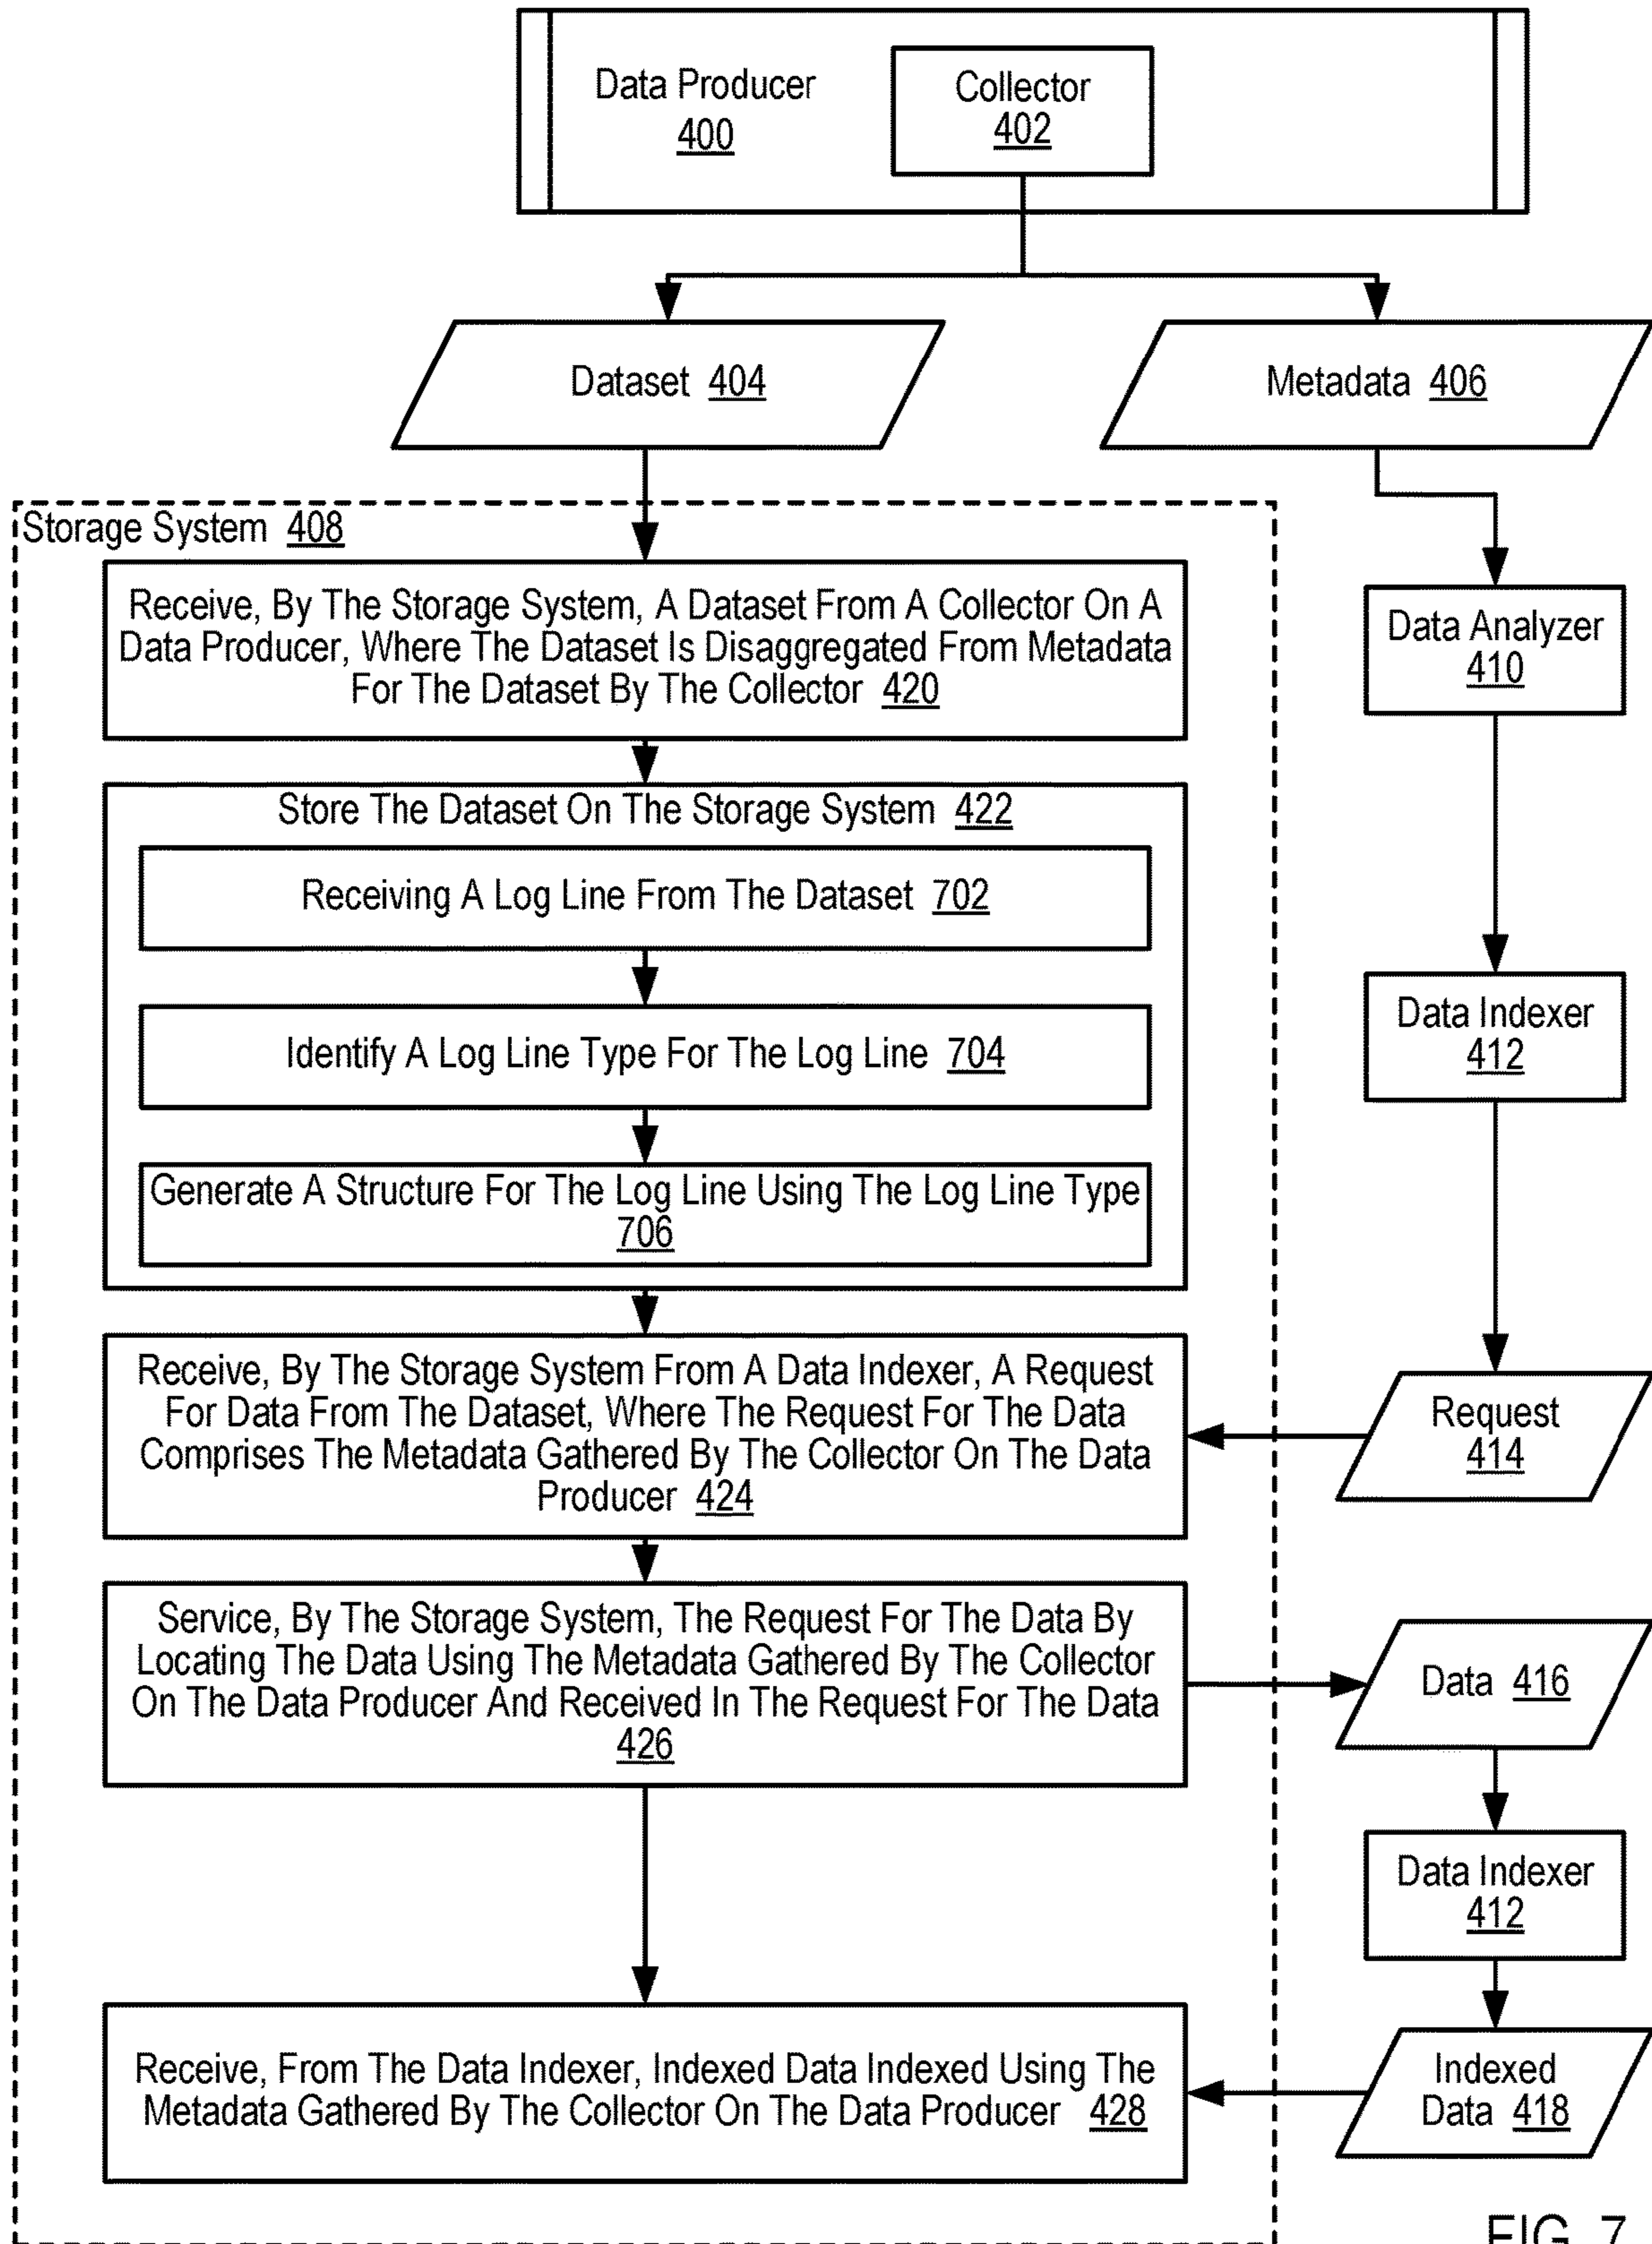 Data Producer
400
Collector
402
Dataset 404
Metadata 406
Storage System 408
Receive, By The Storage System, A Dataset From A Collector On A
Data Producer, Where The Dataset Is Disaggregated From Metadata
For The Dataset By The Collector 420
Data Analyzer
410
Store The Dataset On The Storage System 422
Receiving A Log Line From The Dataset 702
Identify A Log Line Type For The Log Line 704
Generate A Structure For The Log Line Using The Log Line Type
706
Data Indexer
412
Receive, By The Storage System From A Data Indexer, A Request
For Data From The Dataset, Where The Request For The Data
Comprises The Metadata Gathered By The Collector On The Data
Producer 424
Request
414
Service, By The Storage System, The Request For The Data By
Locating The Data Using The Metadata Gathered By The Collector
On The Data Producer And Received In The Request For The Data
426
Data 416
Data Indexer
412
Receive, From The Data Indexer, Indexed Data Indexed Using The
Metadata Gathered By The Collector On The Data Producer 428
Indexed
Data 418
FIG. 7